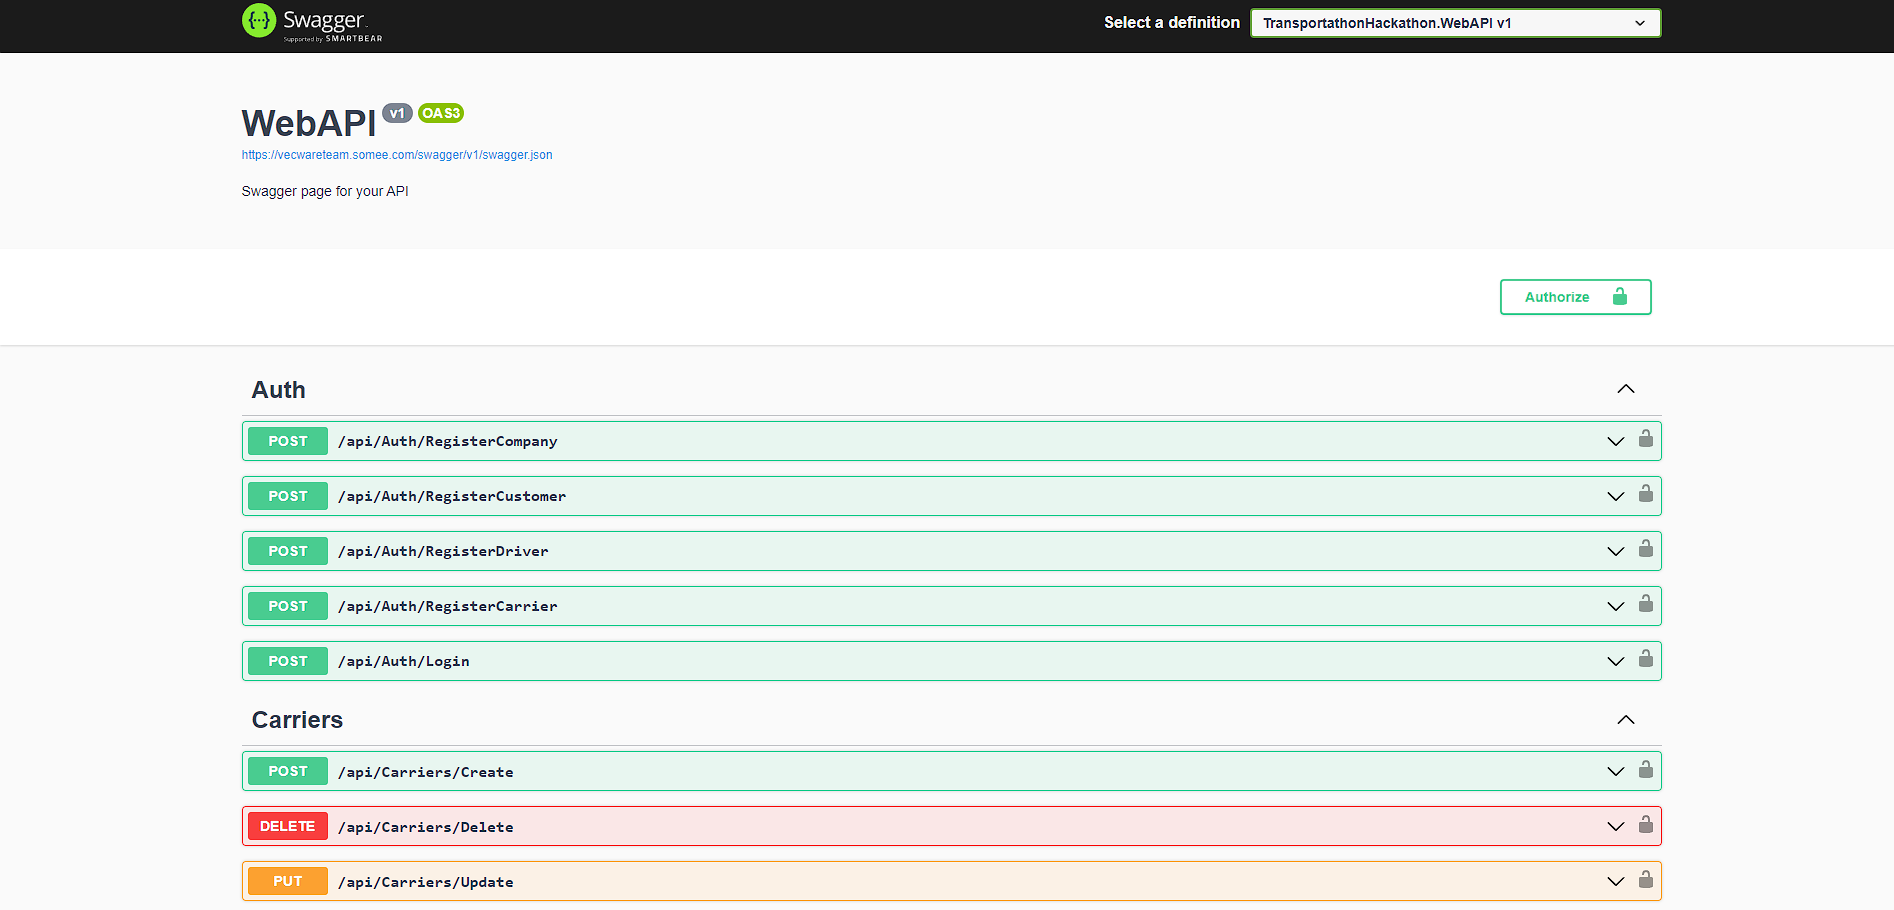 Swagger.
Supported by SMARTBEAR
Select a definition
TransportathonHackathon.WebAPI v1
WebAPI v1 OAS3
https://vecwareteam.somee.com/swagger/v1/swagger.json
Swagger page for your API
Authorize
Auth
POST /api/Auth/RegisterCompany
POST /api/Auth/RegisterCustomer
POST /api/Auth/RegisterDriver
POST /api/Auth/RegisterCarrier
POST /api/Auth/Login
Carriers
POST /api/Carriers/Create
DELETE /api/Carriers/Delete
PUT /api/Carriers/Update